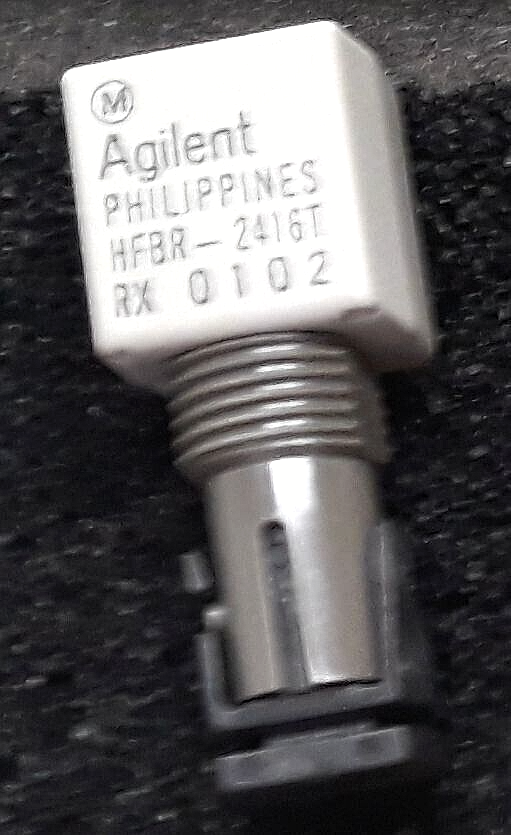 M
Agilent
PHILIPPINES
HFBR-2416T
RX 0102